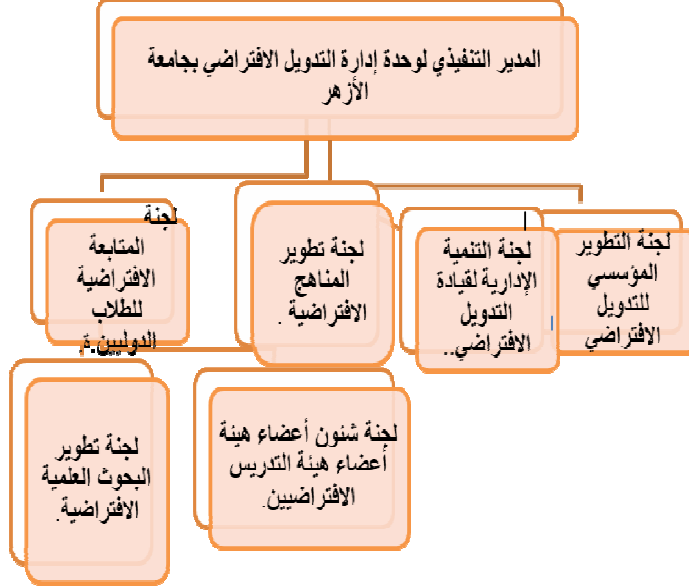 المدير التنفيذي لوحدة إدارة التدويل الافتراضي بجامعة
الأزهر
لجنة التطوير
المؤسسي
للتدويل
الافتراضي
لجنة التنمية
الإدارية لقيادة
التدويل
الافتراضي..
لجنة تطوير
المناهج
الافتراضية .
لجنة
المتابعة
الافتراضية
للطلاب
الدوليين.ة.
لجنة شئون أعضاء هيئة
أعضاء هيئة التدريس
الافتراضيين.
لجنة تطوير
البحوث العلمية
الافتراضية.